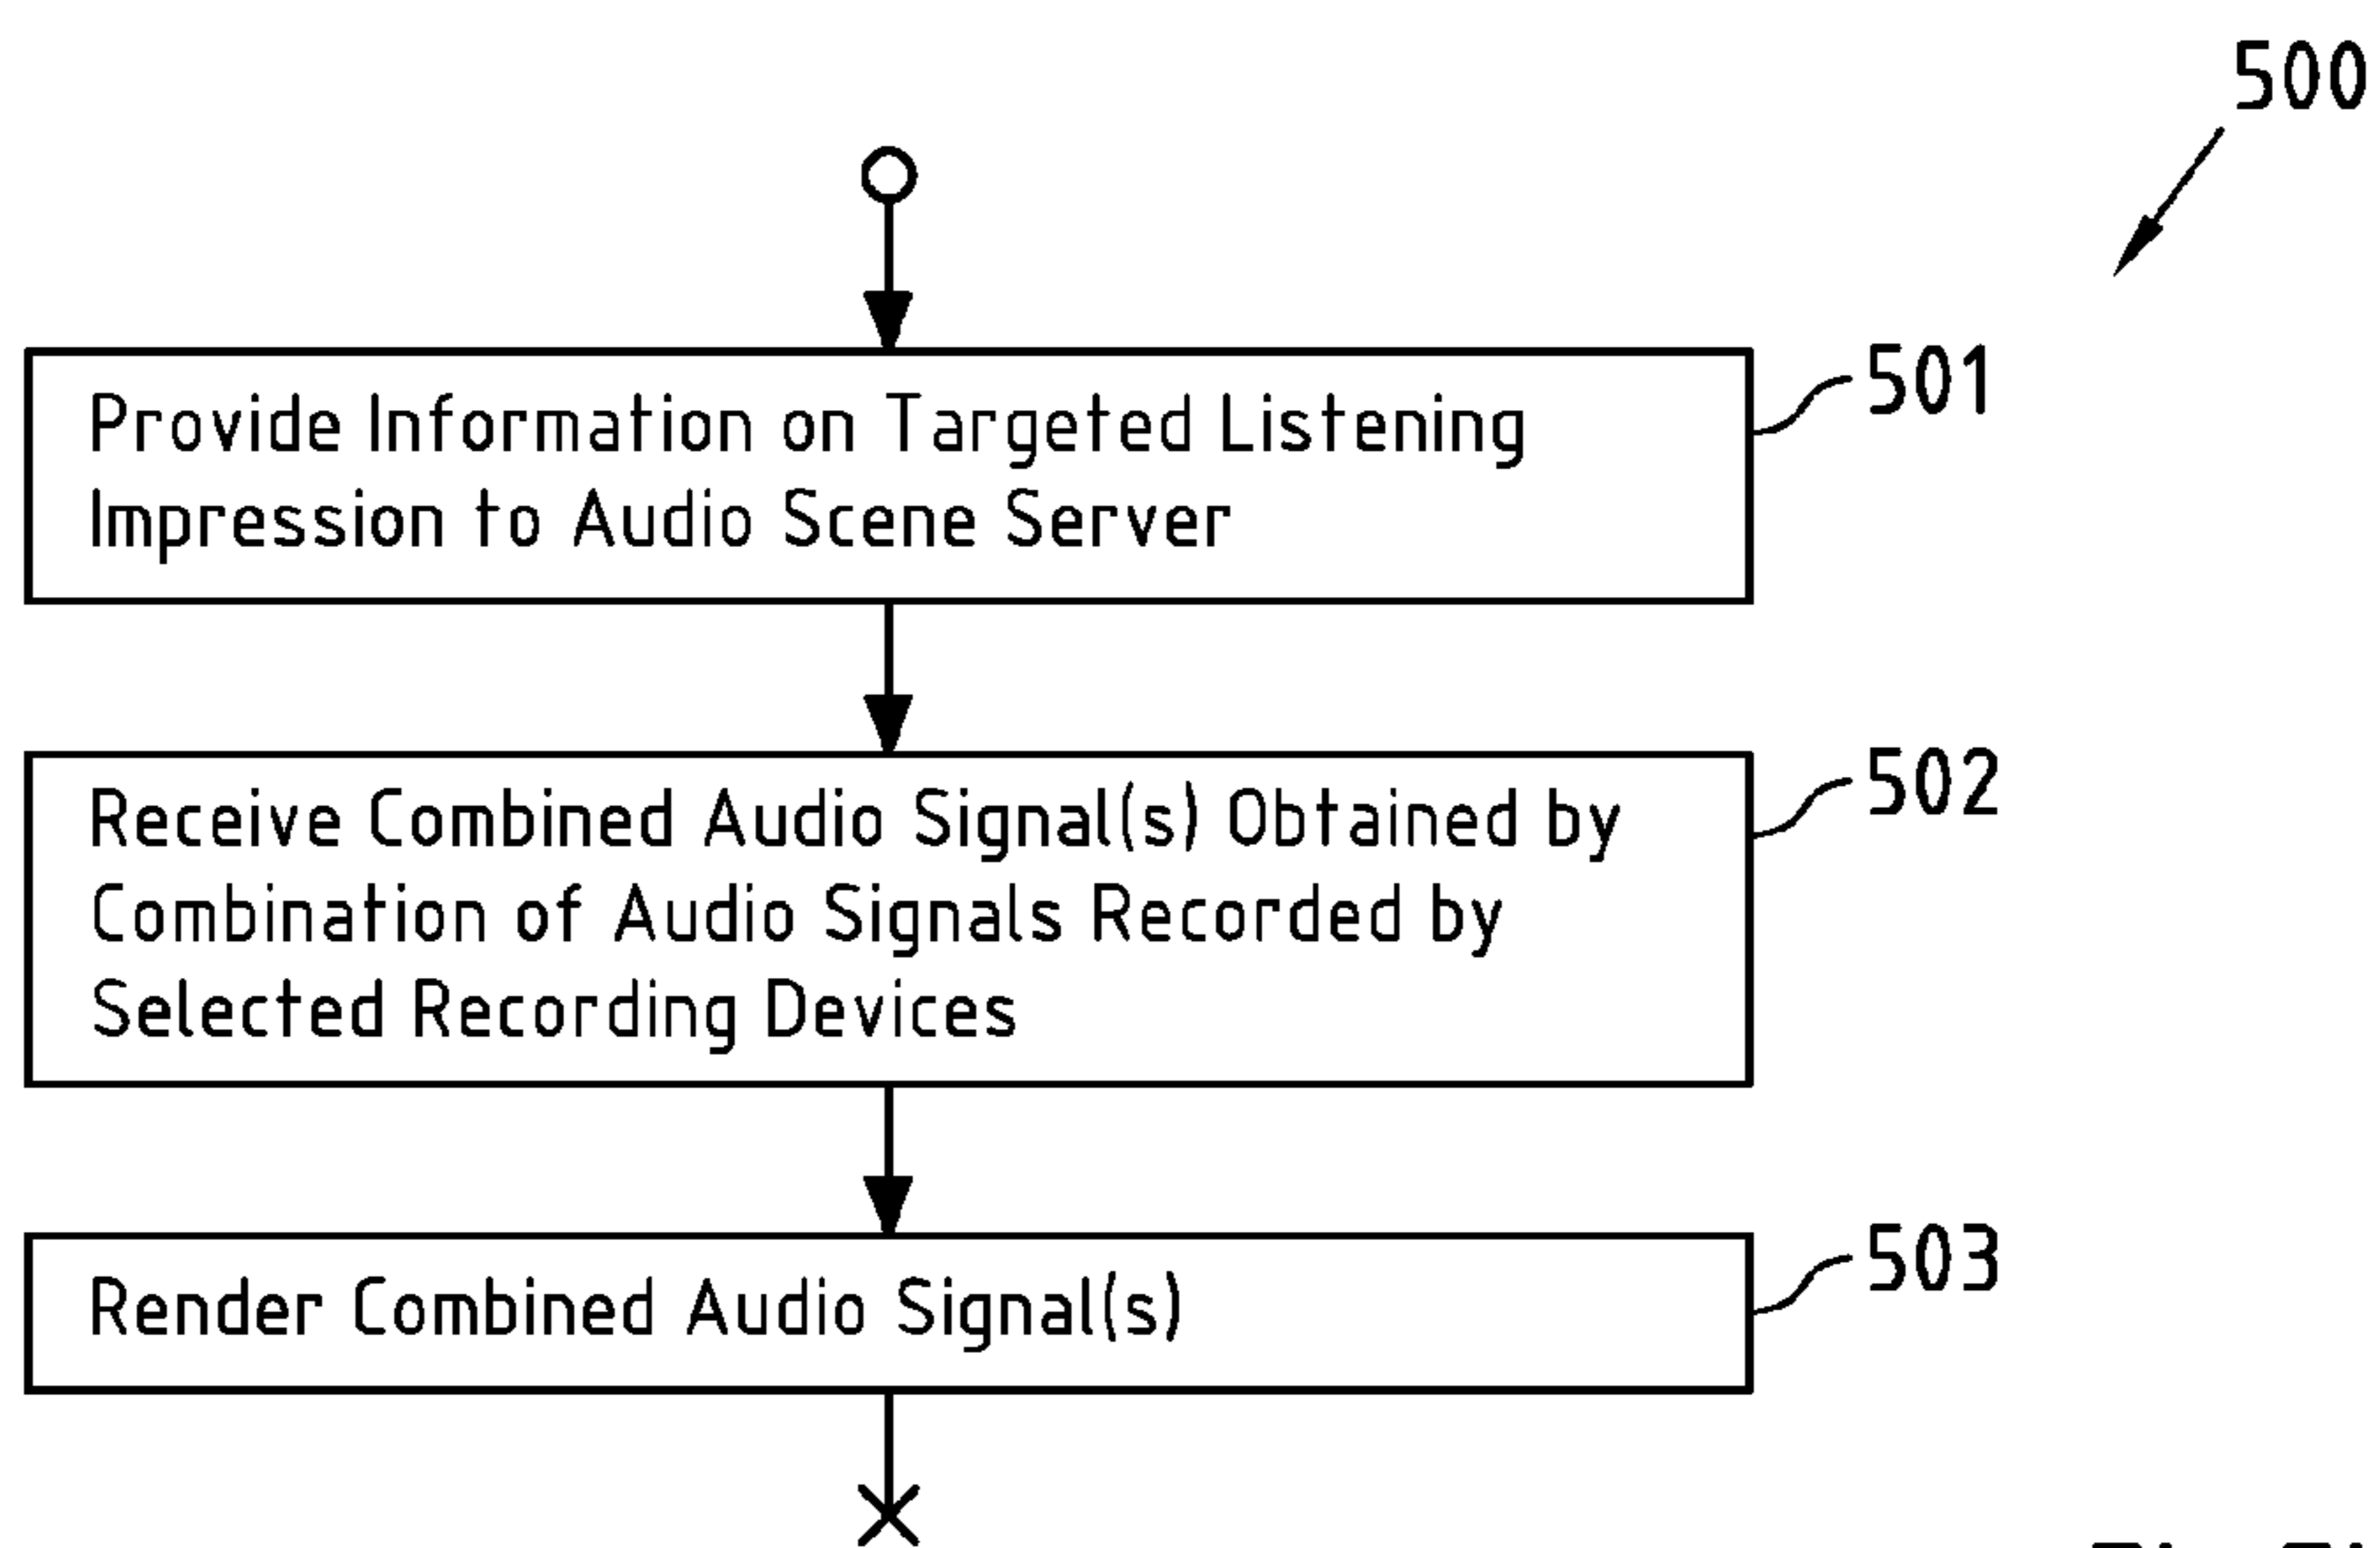 500
501
Provide Information on Targeted Listening
Impression to Audio Scene Server
502
Receive Combined Audio Signal(s) Obtained by
Combination of Audio Signals Recorded by
Selected Recording Devices
503
Render Combined Audio Signal(s)